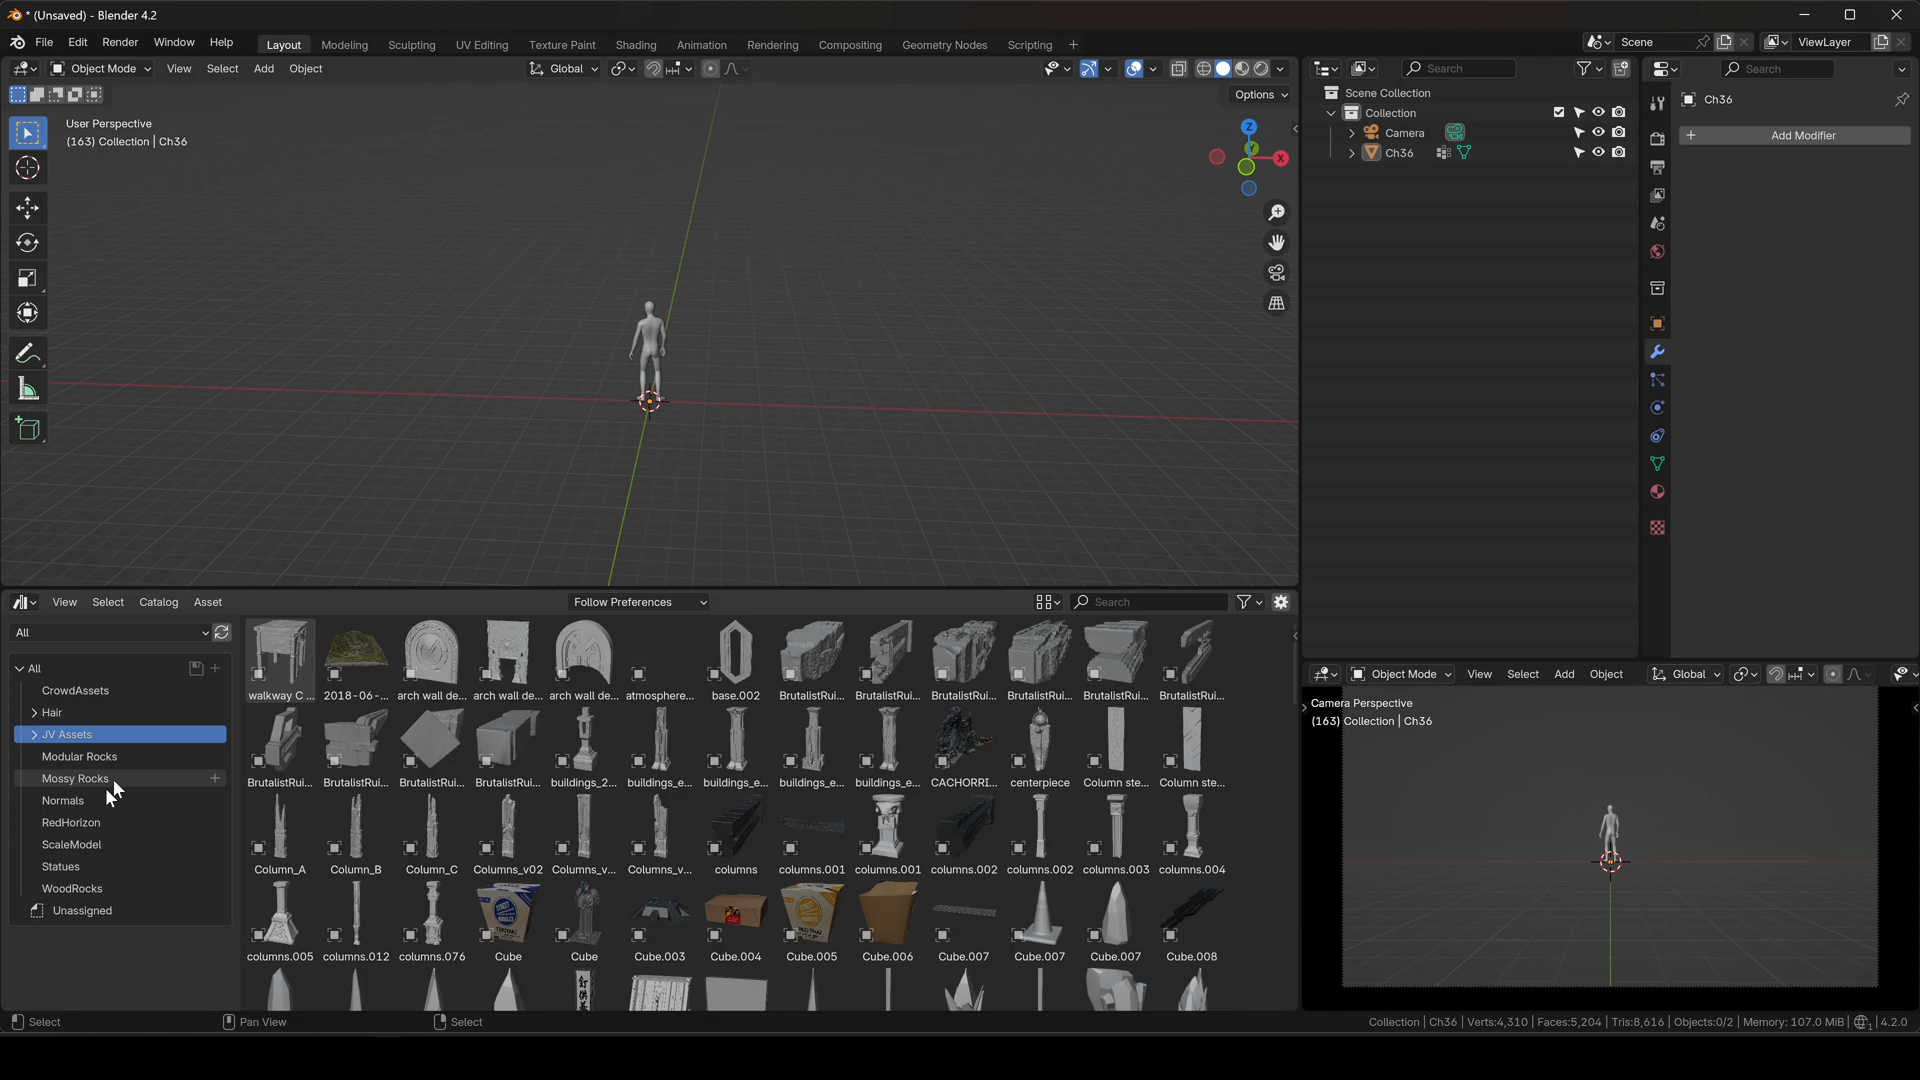 * (Unsaved) - Blender 4.2
File Edit Render Window Help Layout Modeling Sculpting UV Editing Texture Paint Shading Animation Rendering Compositing Geometry Nodes Scripting + Scene ViewLayer
Object Mode View Select Add Object Global
Options
User Perspective
(163) Collection | Ch36
Z
Y
X
Search
Scene Collection
Collection
Camera
Ch36
Search
Ch36
+ Add Modifier
View Select Catalog Asset Follow Preferences Search
All
All
CrowdAssets
Hair
JV Assets
Modular Rocks
Mossy Rocks
Normals
RedHorizon
ScaleModel
Statues
WoodRocks
Unassigned
walkway C ... 2018-06-... arch wall de... arch wall de... arch wall de... atmosphere... base.002 BrutalistRui... BrutalistRui... BrutalistRui... BrutalistRui... BrutalistRui... BrutalistRui...
BrutalistRui... BrutalistRui... BrutalistRui... BrutalistRui... buildings_2... buildings_e... buildings_e... buildings_e... buildings_e... CACHORRI... centerpiece Column ste... Column ste...
Column_A Column_B Column_C Columns_v02 Columns_v... Columns_v... columns columns.001 columns.001 columns.002 columns.002 columns.003 columns.004
columns.005 columns.012 columns.076 Cube Cube Cube.003 Cube.004 Cube.005 Cube.006 Cube.007 Cube.007 Cube.007 Cube.008
Object Mode View Select Add Object Global
Camera Perspective
(163) Collection | Ch36
Select Pan View Select
Collection | Ch36 | Verts:4,310 | Faces:5,204 | Tris:8,616 | Objects:0/2 | Memory: 107.0 MiB | 4.2.0